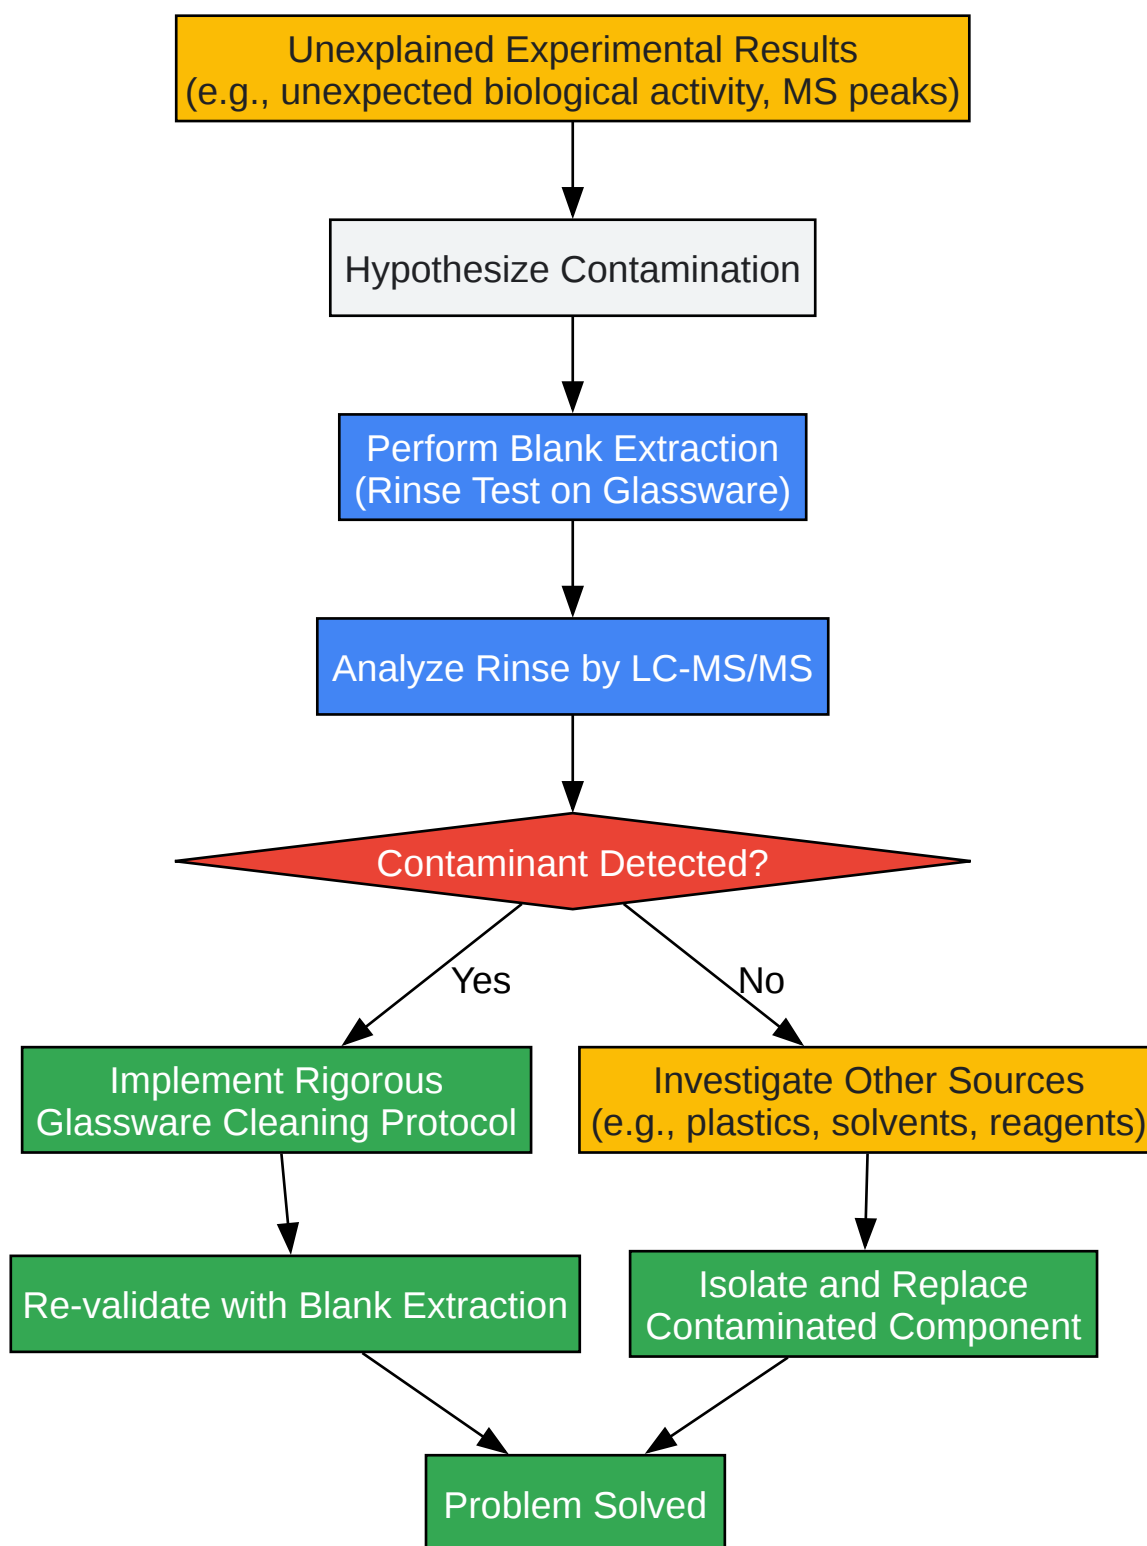 Unexplained Experimental Results
(e.g., unexpected biological activity, MS peaks)
Hypothesize Contamination
Perform Blank Extraction
(Rinse Test on Glassware)
Analyze Rinse by LC-MS/MS
Contaminant Detected?
Yes
No
Implement Rigorous
Glassware Cleaning Protocol
Investigate Other Sources
(e.g., plastics, solvents, reagents)
Re-validate with Blank Extraction
Isolate and Replace
Contaminated Component
Problem Solved